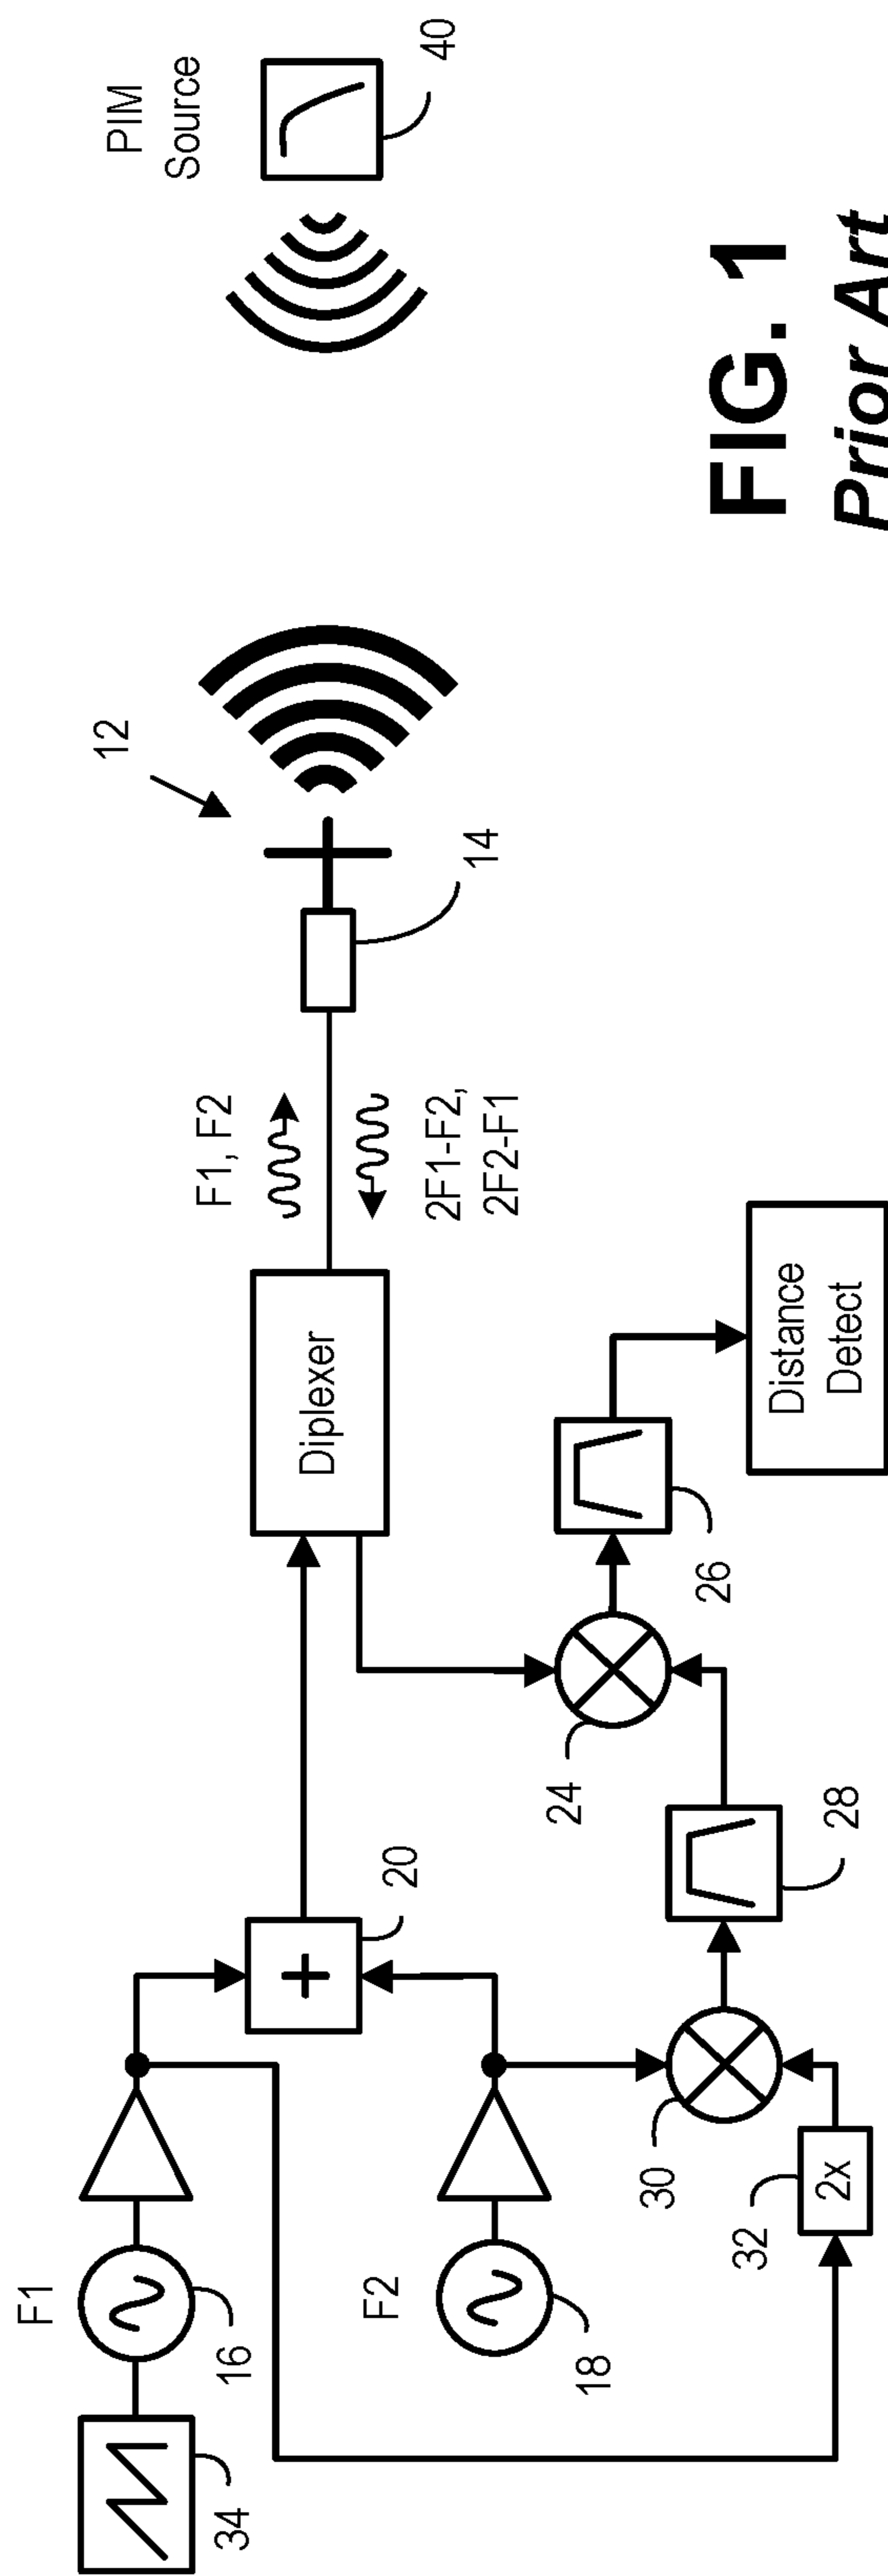 PIM
Source
40
12
F1, F2
14
2F1-F2,
2F2-F1
Diplexer
F1
16
34
20
F2
18
24
26
Distance
Detect
28
30
32
2x
FIG. 1
Prior Art